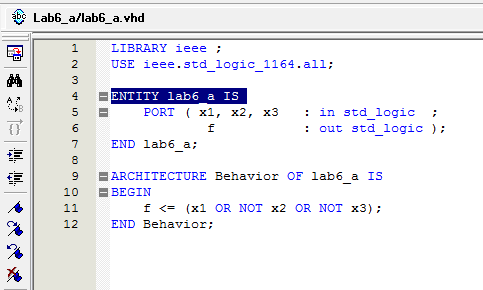 abc Lab6_a/lab6_a.vhd
1 LIBRARY ieee ;
2 USE ieee.std_logic_1164.all;
3
4 ENTITY lab6_a IS
5 PORT ( x1, x2, x3 : in std_logic ;
6 f : out std_logic );
7 END lab6_a;
8
9 ARCHITECTURE Behavior OF lab6_a IS
10 BEGIN
11 f <= (x1 OR NOT x2 OR NOT x3);
12 END Behavior;